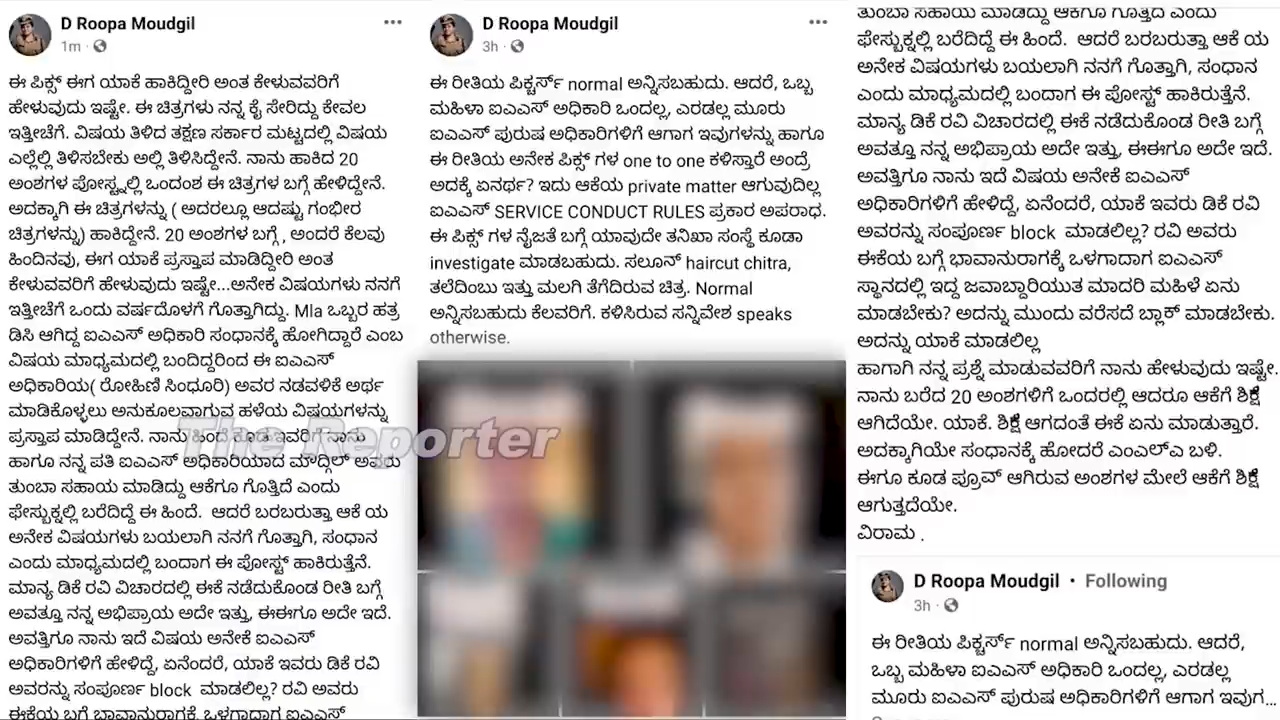 D Roopa Moudgil
1m
ಈ ಪಿಕ್ಸ್ ಈಗ ಯಾಕೆ ಹಾಕಿದ್ದೀರಿ ಅಂತ ಕೇಳುವವರಿಗೆ
ಹೇಳುವುದು ಇಷ್ಟೇ. ಈ ಚಿತ್ರಗಳು ನನ್ನ ಕೈ ಸೇರಿದ್ದು ಕೇವಲ
ಇತ್ತೀಚೆಗೆ. ವಿಷಯ ತಿಳಿದ ತಕ್ಷಣ ಸರ್ಕಾರ ಮಟ್ಟದಲ್ಲಿ ವಿಷಯ
ಎಲ್ಲೆಲ್ಲಿ ತಿಳಿಸಬೇಕು ಅಲ್ಲಿ ತಿಳಿಸಿದ್ದೇನೆ. ನಾನು ಹಾಕಿದ 20
ಅಂಶಗಳ ಪೋಸ್ಟ್ನಲ್ಲಿ ಒಂದಂಶ ಈ ಚಿತ್ರಗಳ ಬಗ್ಗೆ ಹೇಳಿದ್ದೇನೆ.
ಅದಕ್ಕಾಗಿ ಈ ಚಿತ್ರಗಳನ್ನು ( ಅದರಲ್ಲೂ ಆದಷ್ಟು ಗಂಭೀರ
ಚಿತ್ರಗಳನ್ನು) ಹಾಕಿದ್ದೇನೆ. 20 ಅಂಶಗಳ ಬಗ್ಗೆ , ಅಂದರೆ ಕೆಲವು
ಹಿಂದಿನವು, ಈಗ ಯಾಕೆ ಪ್ರಸ್ತಾಪ ಮಾಡಿದ್ದೀರಿ ಅಂತ
ಕೇಳುವವರಿಗೆ ಹೇಳುವುದು ಇಷ್ಟೇ...ಅನೇಕ ವಿಷಯಗಳು ನನಗೆ
ಇತ್ತೀಚೆಗೆ ಒಂದು ವರ್ಷದೊಳಗೆ ಗೊತ್ತಾಗಿದ್ದು. Mla ಒಬ್ಬರ ಹತ್ರ
ಡಿಸಿ ಆಗಿದ್ದ ಐಎಎಸ್ ಅಧಿಕಾರಿ ಸಂಧಾನಕ್ಕೆ ಹೋಗಿದ್ದಾರೆ ಎಂಬ
ವಿಷಯ ಮಾಧ್ಯಮದಲ್ಲಿ ಬಂದಿದ್ದರಿಂದ ಈ ಐಎಎಸ್
ಅಧಿಕಾರಿಯ( ರೋಹಿಣಿ ಸಿಂಧೂರಿ) ಅವರ ನಡವಳಿಕೆ ಅರ್ಥ
ಮಾಡಿಕೊಳ್ಳಲು ಅನುಕೂಲವಾಗುವ ಹಳೆಯ ವಿಷಯಗಳನ್ನು
ಪ್ರಸ್ತಾಪ ಮಾಡಿದ್ದೇನೆ. ನಾನು ಹಿಂದೆ ಕೂಡ ಇವರಿಗೆ ನಾನು
ಹಾಗೂ ನನ್ನ ಪತಿ ಐಎಎಸ್ ಅಧಿಕಾರಿಯಾದ ಮೌದ್ಗಿಲ್ ಅವರು
ತುಂಬಾ ಸಹಾಯ ಮಾಡಿದ್ದು ಆಕೆಗೂ ಗೊತ್ತಿದೆ ಎಂದು
ಫೇಸ್ಬುಕ್ನಲ್ಲಿ ಬರೆದಿದ್ದೆ ಈ ಹಿಂದೆ. ಆದರೆ ಬರಬರುತ್ತಾ ಆಕೆ ಯ
ಅನೇಕ ವಿಷಯಗಳು ಬಯಲಾಗಿ ನನಗೆ ಗೊತ್ತಾಗಿ, ಸಂಧಾನ
ಎಂದು ಮಾಧ್ಯಮದಲ್ಲಿ ಬಂದಾಗ ಈ ಪೋಸ್ಟ್ ಹಾಕಿರುತ್ತೆನೆ.
ಮಾನ್ಯ ಡಿಕೆ ರವಿ ವಿಚಾರದಲ್ಲಿ ಈಕೆ ನಡೆದುಕೊಂಡ ರೀತಿ ಬಗ್ಗೆ
ಅವತ್ತೂ ನನ್ನ ಅಭಿಪ್ರಾಯ ಅದೇ ಇತ್ತು, ಈಈಗೂ ಅದೇ ಇದೆ.
ಅವತ್ತಿಗೂ ನಾನು ಇದೆ ವಿಷಯ ಅನೇಕೆ ಐಎಎಸ್
ಅಧಿಕಾರಿಗಳಿಗೆ ಹೇಳಿದ್ದೆ, ಏನೆಂದರೆ, ಯಾಕೆ ಇವರು ಡಿಕೆ ರವಿ
ಅವರನ್ನು ಸಂಪೂರ್ಣ block ಮಾಡಲಿಲ್ಲ? ರವಿ ಅವರು
ಈಕೆಯ ಬಗ್ಗೆ ಭಾವಾನುರಾಗಕ್ಕೆ ಒಳಗಾದಾಗ ಐಎಎಸ್
D Roopa Moudgil
3h
ಈ ರೀತಿಯ ಪಿಕ್ಚರ್ಸ್ normal ಅನ್ನಿಸಬಹುದು. ಆದರೆ, ಒಬ್ಬ
ಮಹಿಳಾ ಐಎಎಸ್ ಅಧಿಕಾರಿ ಒಂದಲ್ಲ, ಎರಡಲ್ಲ ಮೂರು
ಐಎಎಸ್ ಪುರುಷ ಅಧಿಕಾರಿಗಳಿಗೆ ಆಗಾಗ ಇವುಗಳನ್ನು ಹಾಗೂ
ಈ ರೀತಿಯ ಅನೇಕ ಪಿಕ್ಸ್ ಗಳ one to one ಕಳಿಸ್ತಾರೆ ಅಂದ್ರೆ
ಅದಕ್ಕೆ ಏನರ್ಥ? ಇದು ಆಕೆಯ private matter ಆಗುವುದಿಲ್ಲ
ಐಎಎಸ್ SERVICE CONDUCT RULES ಪ್ರಕಾರ ಅಪರಾಧ.
ಈ ಪಿಕ್ಸ್ ಗಳ ನೈಜತೆ ಬಗ್ಗೆ ಯಾವುದೇ ತನಿಖಾ ಸಂಸ್ಥೆ ಕೂಡಾ
investigate ಮಾಡಬಹುದು. ಸಲೂನ್ haircut chitra,
ತಲೆದಿಂಬು ಇತ್ತು ಮಲಗಿ ತೆಗೆದಿರುವ ಚಿತ್ರ. Normal
ಅನ್ನಿಸಬಹುದು ಕೆಲವರಿಗೆ. ಕಳಿಸಿರುವ ಸನ್ನಿವೇಶ speaks
otherwise.
The Reporter
ತುಂಬಾ ಸಹಾಯ ಮಾಡಿದ್ದು ಆಕೆಗೂ ಗೊತ್ತಿದೆ ಎಂದು
ಫೇಸ್ಬುಕ್ನಲ್ಲಿ ಬರೆದಿದ್ದೆ ಈ ಹಿಂದೆ. ಆದರೆ ಬರಬರುತ್ತಾ ಆಕೆ ಯ
ಅನೇಕ ವಿಷಯಗಳು ಬಯಲಾಗಿ ನನಗೆ ಗೊತ್ತಾಗಿ, ಸಂಧಾನ
ಎಂದು ಮಾಧ್ಯಮದಲ್ಲಿ ಬಂದಾಗ ಈ ಪೋಸ್ಟ್ ಹಾಕಿರುತ್ತೆನೆ.
ಮಾನ್ಯ ಡಿಕೆ ರವಿ ವಿಚಾರದಲ್ಲಿ ಈಕೆ ನಡೆದುಕೊಂಡ ರೀತಿ ಬಗ್ಗೆ
ಅವತ್ತೂ ನನ್ನ ಅಭಿಪ್ರಾಯ ಅದೇ ಇತ್ತು, ಈಈಗೂ ಅದೇ ಇದೆ.
ಅವತ್ತಿಗೂ ನಾನು ಇದೆ ವಿಷಯ ಅನೇಕೆ ಐಎಎಸ್
ಅಧಿಕಾರಿಗಳಿಗೆ ಹೇಳಿದ್ದೆ, ಏನೆಂದರೆ, ಯಾಕೆ ಇವರು ಡಿಕೆ ರವಿ
ಅವರನ್ನು ಸಂಪೂರ್ಣ block ಮಾಡಲಿಲ್ಲ? ರವಿ ಅವರು
ಈಕೆಯ ಬಗ್ಗೆ ಭಾವಾನುರಾಗಕ್ಕೆ ಒಳಗಾದಾಗ ಐಎಎಸ್
ಸ್ಥಾನದಲ್ಲಿ ಇದ್ದ ಜವಾಬ್ದಾರಿಯುತ ಮಾದರಿ ಮಹಿಳೆ ಏನು
ಮಾಡಬೇಕು? ಅದನ್ನು ಮುಂದು ವರೆಸದೆ ಬ್ಲಾಕ್ ಮಾಡಬೇಕು.
ಅದನ್ನು ಯಾಕೆ ಮಾಡಲಿಲ್ಲ
ಹಾಗಾಗಿ ನನ್ನ ಪ್ರಶ್ನೆ ಮಾಡುವವರಿಗೆ ನಾನು ಹೇಳುವುದು ಇಷ್ಟೇ.
ನಾನು ಬರೆದ 20 ಅಂಶಗಳಿಗೆ ಒಂದರಲ್ಲಿ ಆದರೂ ಆಕೆಗೆ ಶಿಕ್ಷೆ
ಆಗಿದೆಯೇ. ಯಾಕೆ. ಶಿಕ್ಷೆ ಆಗದಂತೆ ಈಕೆ ಏನು ಮಾಡುತ್ತಾರೆ.
ಅದಕ್ಕಾಗಿಯೇ ಸಂಧಾನಕ್ಕೆ ಹೋದರೆ ಎಂಎಲ್ಎ ಬಳಿ.
ಈಗೂ ಕೂಡ ಪ್ರೂವ್ ಆಗಿರುವ ಅಂಶಗಳ ಮೇಲೆ ಆಕೆಗೆ ಶಿಕ್ಷೆ
ಆಗುತ್ತದೆಯೇ.
ವಿರಾಮ .
D Roopa Moudgil • Following
3h
ಈ ರೀತಿಯ ಪಿಕ್ಚರ್ಸ್ normal ಅನ್ನಿಸಬಹುದು. ಆದರೆ,
ಒಬ್ಬ ಮಹಿಳಾ ಐಎಎಸ್ ಅಧಿಕಾರಿ ಒಂದಲ್ಲ, ಎರಡಲ್ಲ
ಮೂರು ಐಎಎಸ್ ಪುರುಷ ಅಧಿಕಾರಿಗಳಿಗೆ ಆಗಾಗ ಇವುಗ...